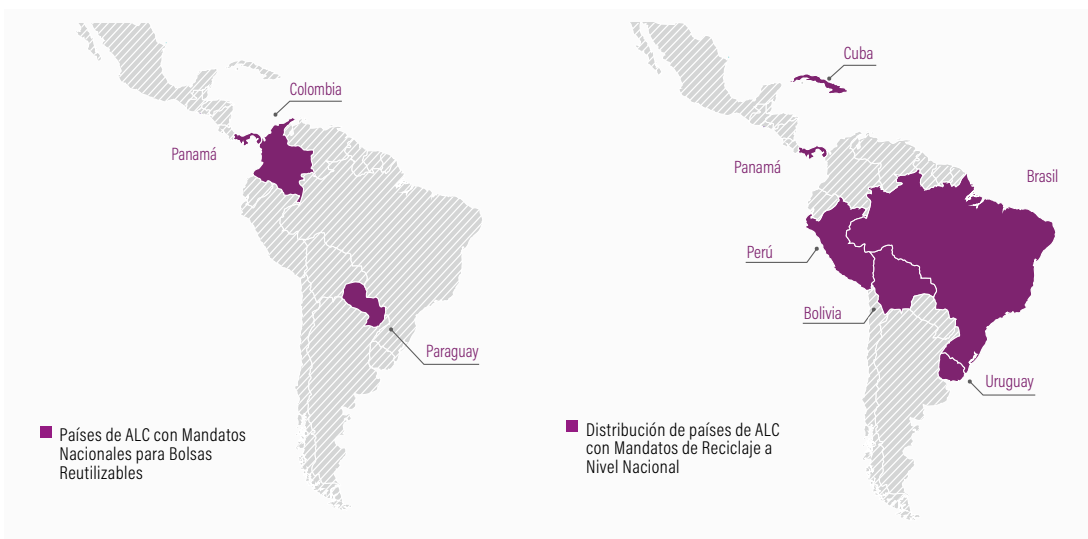 Colombia
Panamá
Paraguay
Países de ALC con Mandatos
Nacionales para Bolsas
Reutilizables
Cuba
Panamá
Brasil
Perú
Bolivia
Uruguay
Distribución de países de ALC
con Mandatos de Reciclaje a
Nivel Nacional